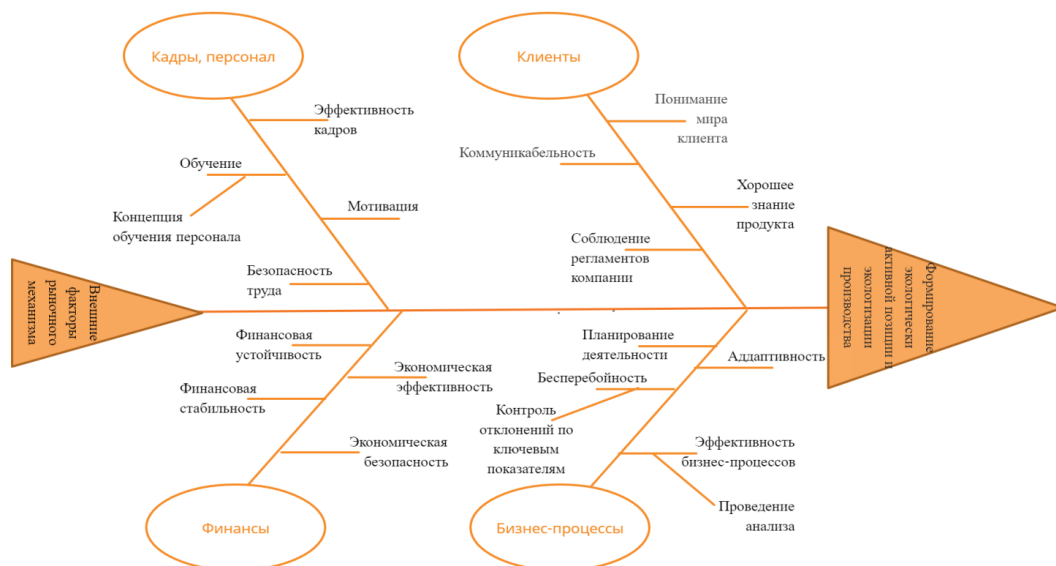 Кадры, персонал
Клиенты
Эффективность
кадров
Обучение
Концепция
обучения персонала
Мотивация
Безопасность
труда
Понимание
мира
клиента
Коммуникабельность
Хорошее
знание
продукта
Соблюдение
регламентов
компании
Внешние
факторы
рыночного
механизма
Формирование
экологически
активной позиции и
экологизации
производства
Финансовая
устойчивость
Экономическая
эффективность
Финансовая
стабильность
Экономическая
безопасность
Планирование
деятельности
Аддаптивность
Бесперебойность
Контроль
отклонений по
ключевым
показателям
Эффективность
бизнес-процессов
Проведение
анализа
Финансы
Бизнес-процессы